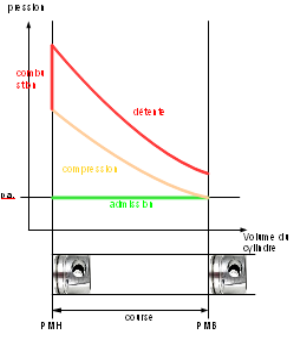 pression
combu
stion
détente
compression
p.a.
admission
Volume du
cylindre
course
PMH
PMB